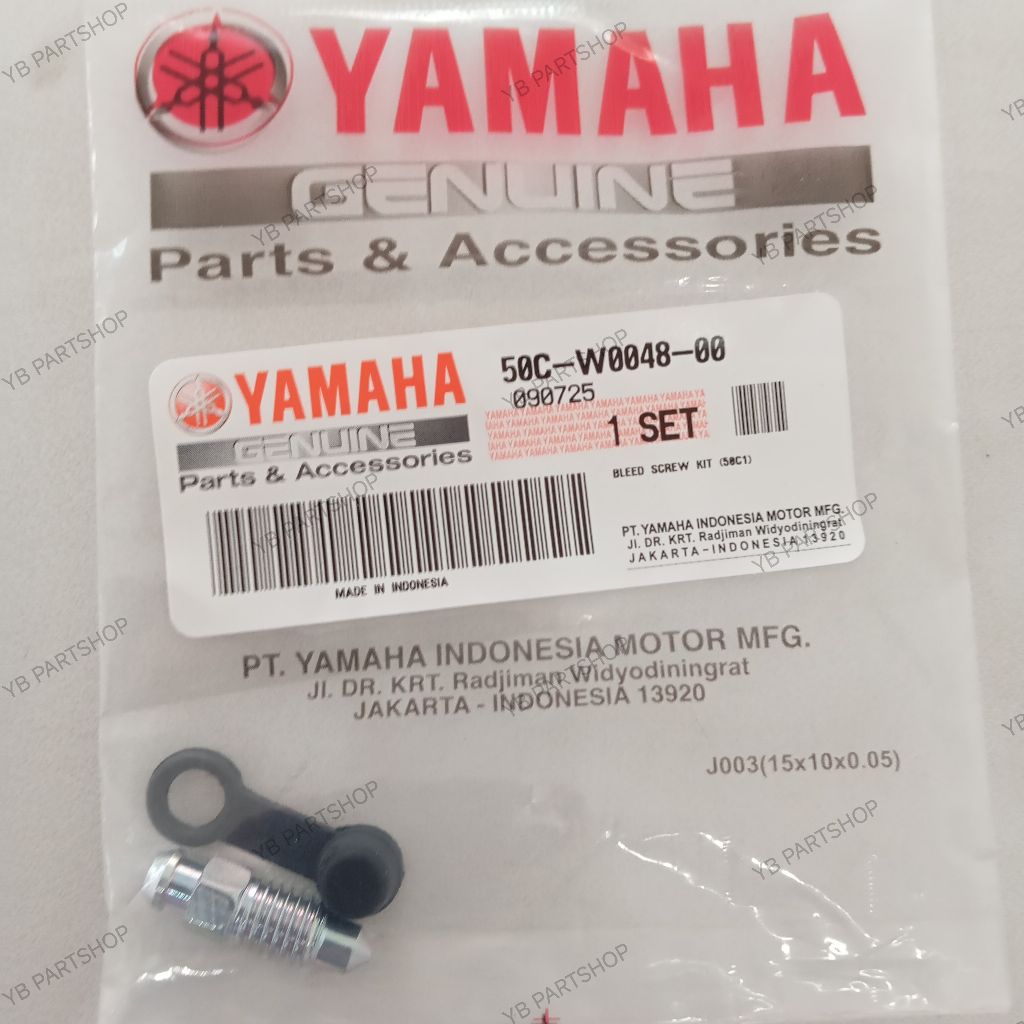 YAMAHA
GENUINE
Parts & Accessories
YAMAHA
GENUINE
Parts & Accessories
50C-W0048-00
090725
1 SET
BLEED SCREW KIT (50C1)
PT. YAMAHA INDONESIA MOTOR MFG.
Jl. DR. KRT. Radjiman Widyodiningrat
JAKARTA-INDONESIA 13920
MADE IN INDONESIA
PT. YAMAHA INDONESIA MOTOR MFG.
Jl. DR. KRT. Radjiman Widyodiningrat
JAKARTA - INDONESIA 13920
J003(15x10x0.05)
YB PARTSHOP